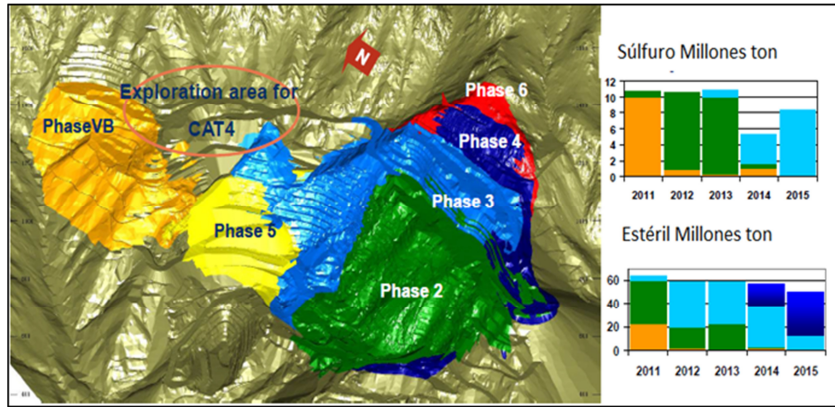 N
Exploration area for
CAT4
PhaseVB
Phase 6
Phase 4
Phase 3
Phase 5
Phase 2
Súlfuro Millones ton
12
10
8
6
4
2
0
2011 2012 2013 2014 2015
Estéril Millones ton
60
40
20
0
2011 2012 2013 2014 2015